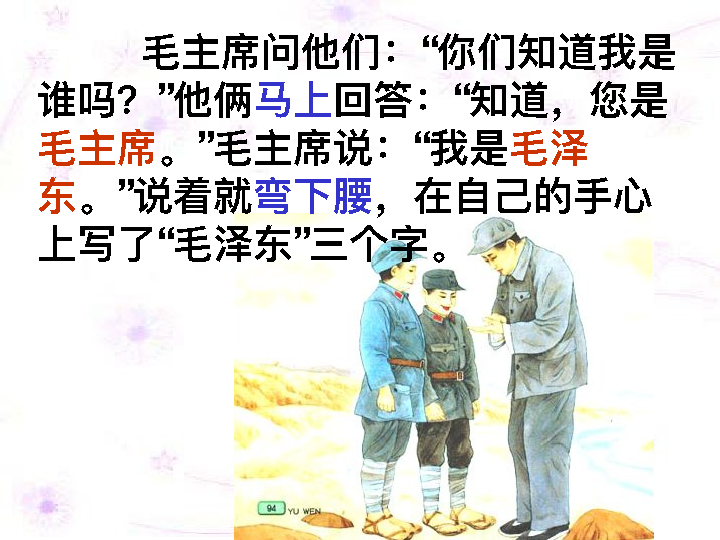 毛主席问他们：“你们知道我是
谁吗？”他俩马上回答：“知道，您是
毛主席。”毛主席说：“我是毛泽
东。”说着就弯下腰，在自己的手心
上写了“毛泽东”三个字。
94 YU WEN